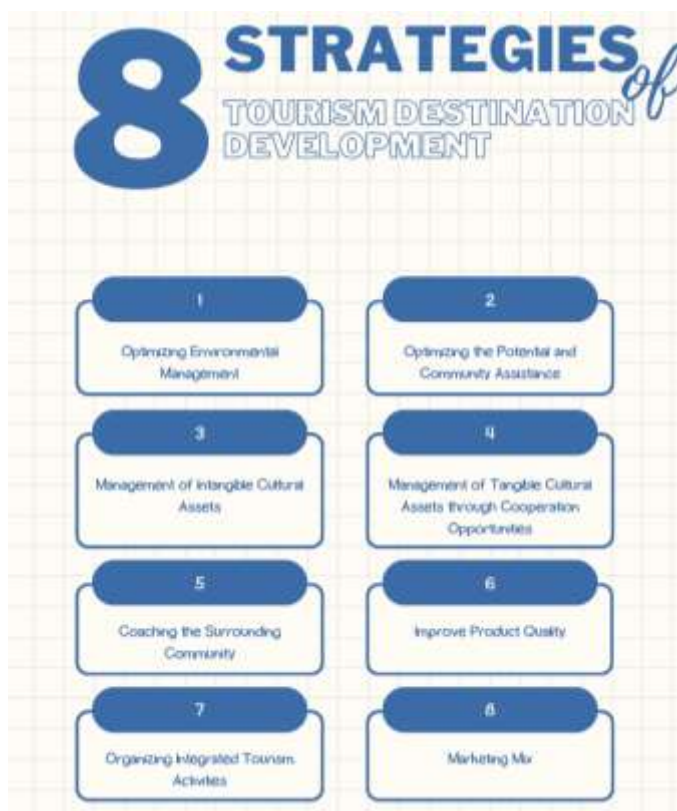 8
STRATEGIES
of
TOURISM DESTINATION
DEVELOPMENT
1
Optimizing Environmental
Management
2
Optimizing the Potential and
Community Assistance
3
Management of Intangible Cultural
Assets
4
Management of Tangible Cultural
Assets through Cooperation
Opportunities
5
Coaching the Surrounding
Community
6
Improve Product Quality
7
Organizing Integrated Tourism
Activities
8
Marketing Mix